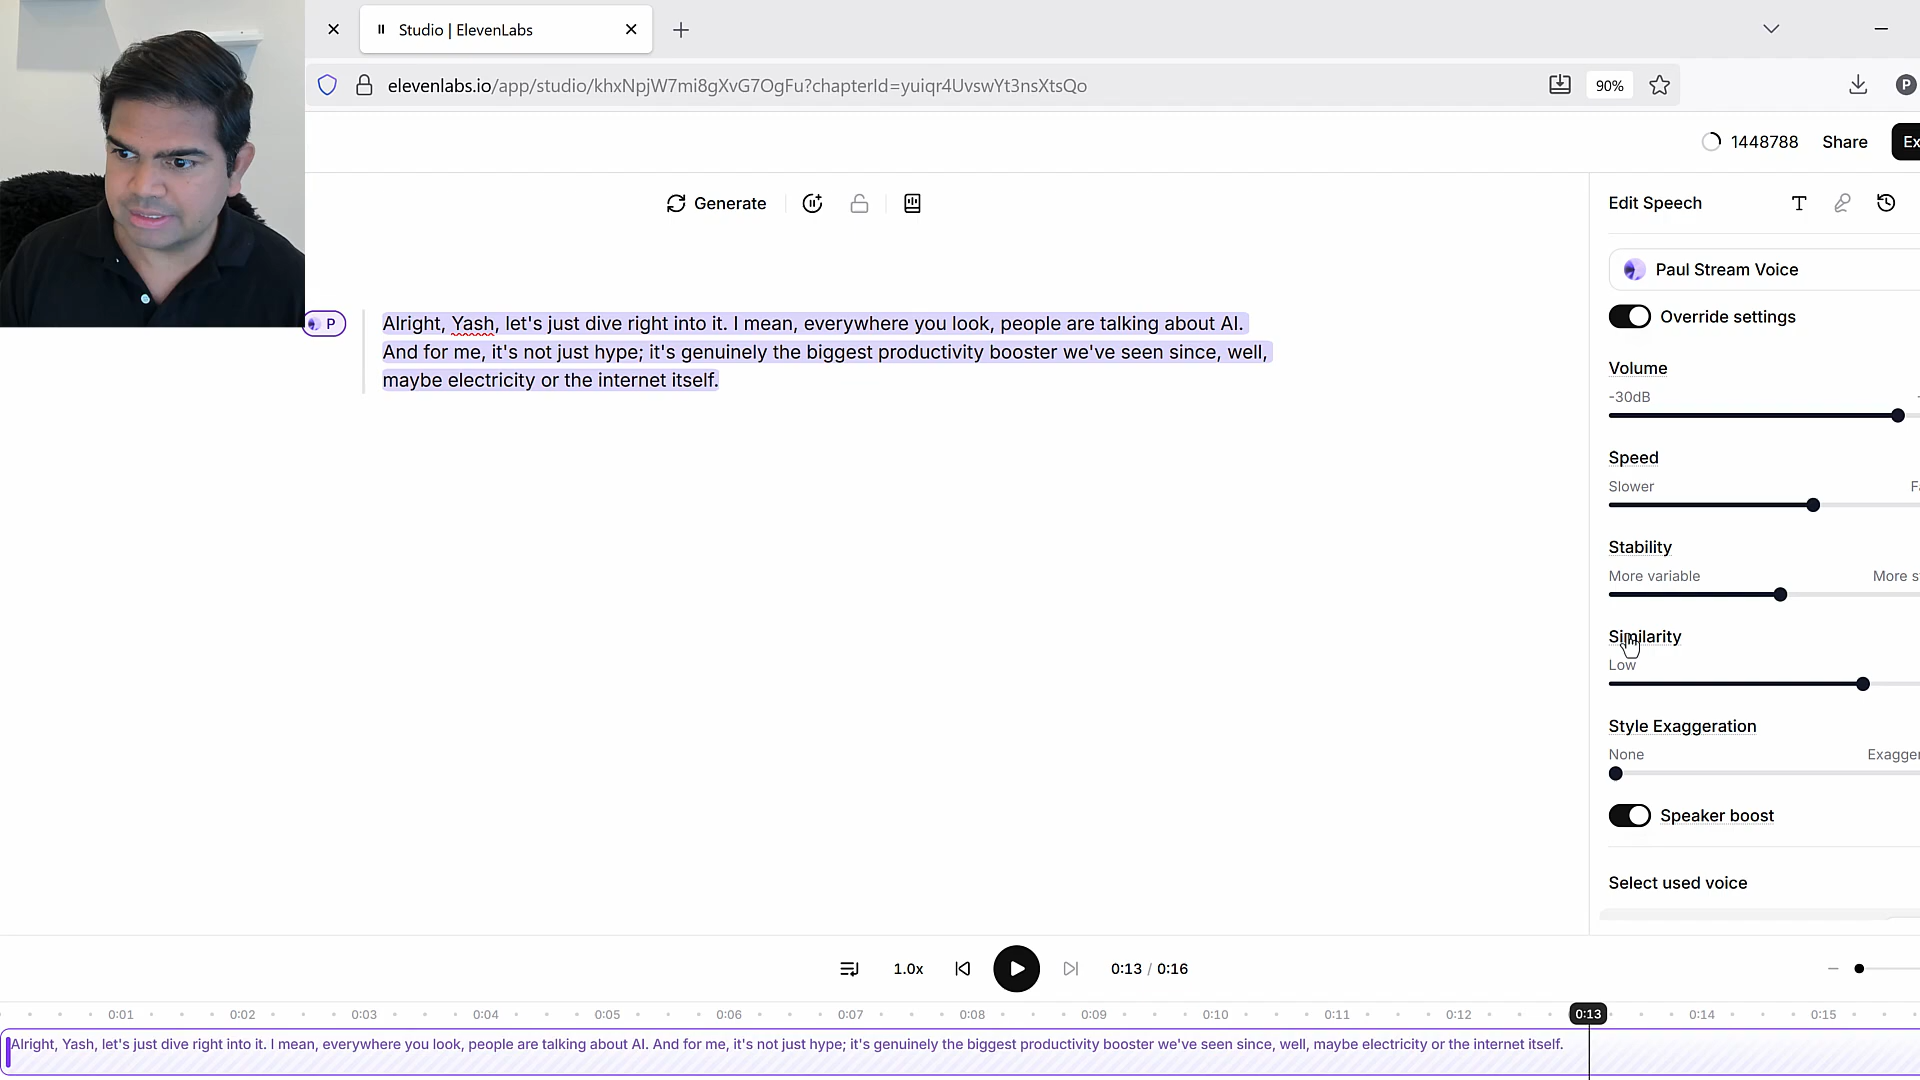 Studio | ElevenLabs
elevenlabs.io/app/studio/khxNpjW7mi8gXvG7OgFu?chapterId=yuiqr4UvswYt3nsXtsQo
90%
P
1448788
Share
Ex
Generate
Edit Speech
Paul Stream Voice
Override settings
P
Alright, Yash, let's just dive right into it. I mean, everywhere you look, people are talking about AI.
And for me, it's not just hype; it's genuinely the biggest productivity booster we've seen since, well,
maybe electricity or the internet itself.
Volume
-30dB
Speed
Slower
Fa
Stability
More variable
More s
Similarity
Low
Style Exaggeration
None
Exagger
Speaker boost
Select used voice
1.0x
0:13 / 0:16
0:01 0:02 0:03 0:04 0:05 0:06 0:07 0:08 0:09 0:10 0:11 0:12 0:13 0:14 0:15
Alright, Yash, let's just dive right into it. I mean, everywhere you look, people are talking about AI. And for me, it's not just hype; it's genuinely the biggest productivity booster we've seen since, well, maybe electricity or the internet itself.